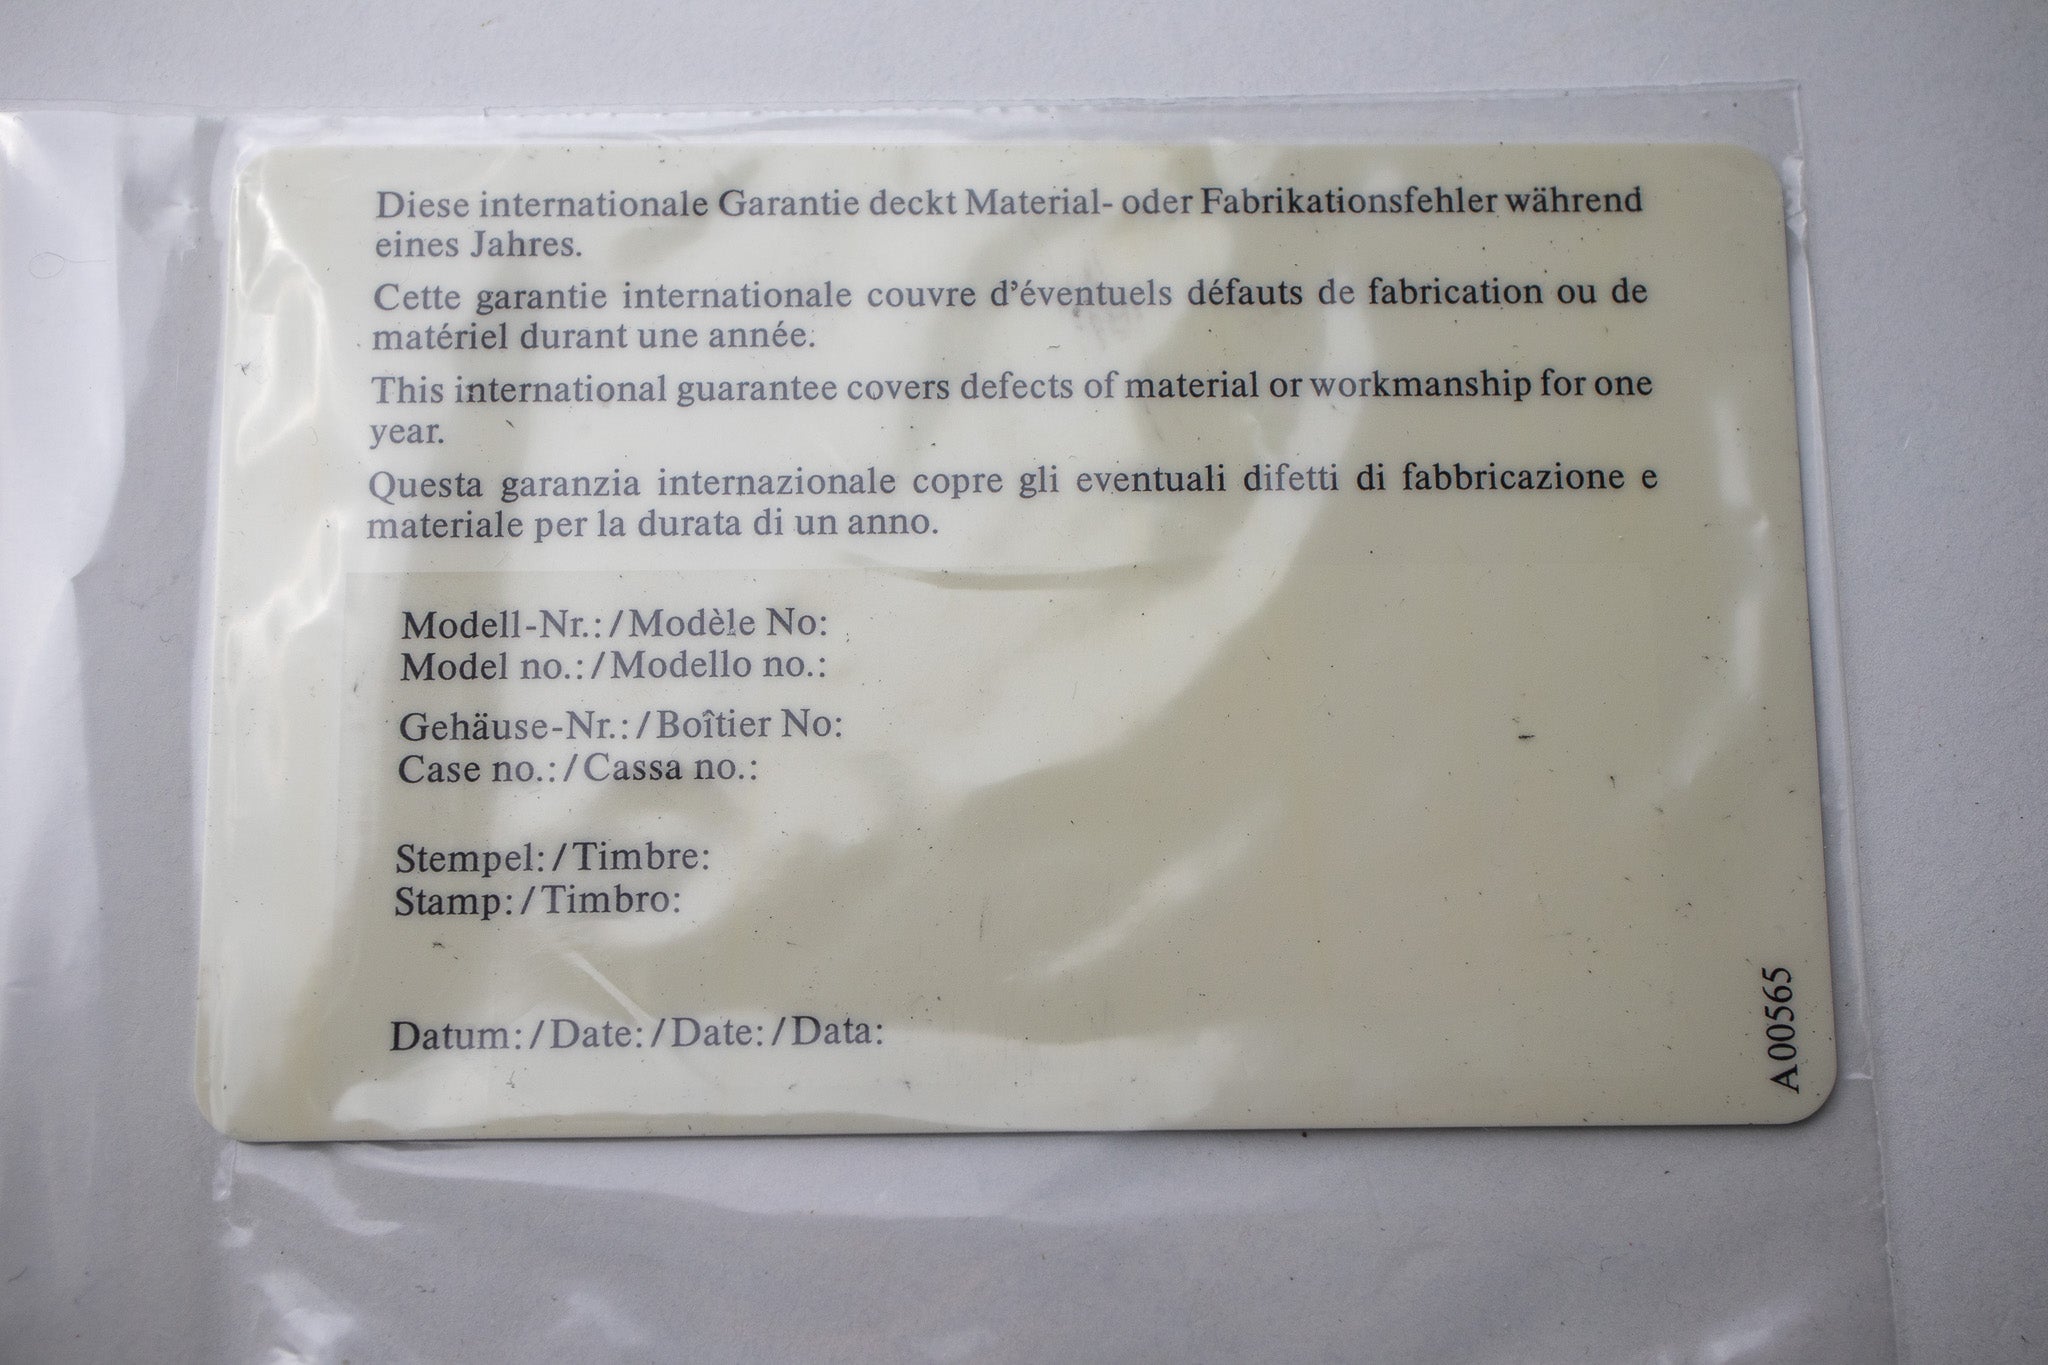 Diese internationale Garantie deckt Material- oder Fabrikationsfehler während
eines Jahres.
Cette garantie internationale couvre d'éventuels défauts de fabrication ou de
matériel durant une année.
This international guarantee covers defects of material or workmanship for one
year.
Questa garanzia internazionale copre gli eventuali difetti di fabbricazione e
materiale per la durata di un anno.
Modell-Nr.:/Modèle No:
Model no.:/Modello no.:
Gehäuse-Nr.:/Boîtier No:
Case no.:/Cassa no.:
Stempel:/Timbre:
Stamp:/Timbro:
Datum:/Date:/Date:/Data:
A00565